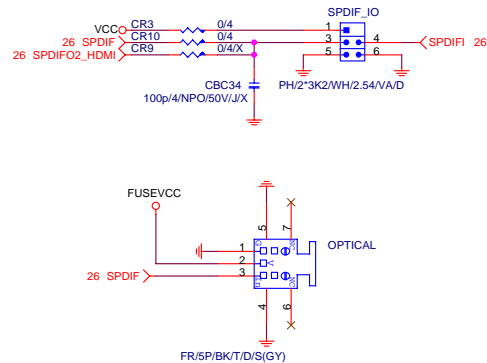 SPDIF_IO
VCC CR3 0/4 1
26 SPDIF CR10 0/4 3 4 SPDIFI 26
26 SPDIFO2_HDMI CR9 0/4/X 5 6
CBC34
100p/4/NPO/50V/J/X
PH/2*3K2/WH/2.54/VA/D
FUSEVCC
5 7
G NC
1
OPTICAL
2 V
26 SPDIF 3
NC
4 6
FR/5P/BK/T/D/S(GY)